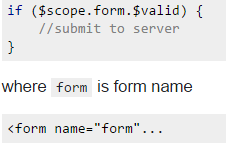 if ($scope.form.$valid) {
    //submit to server
}
where form is form name
<form name="form"...